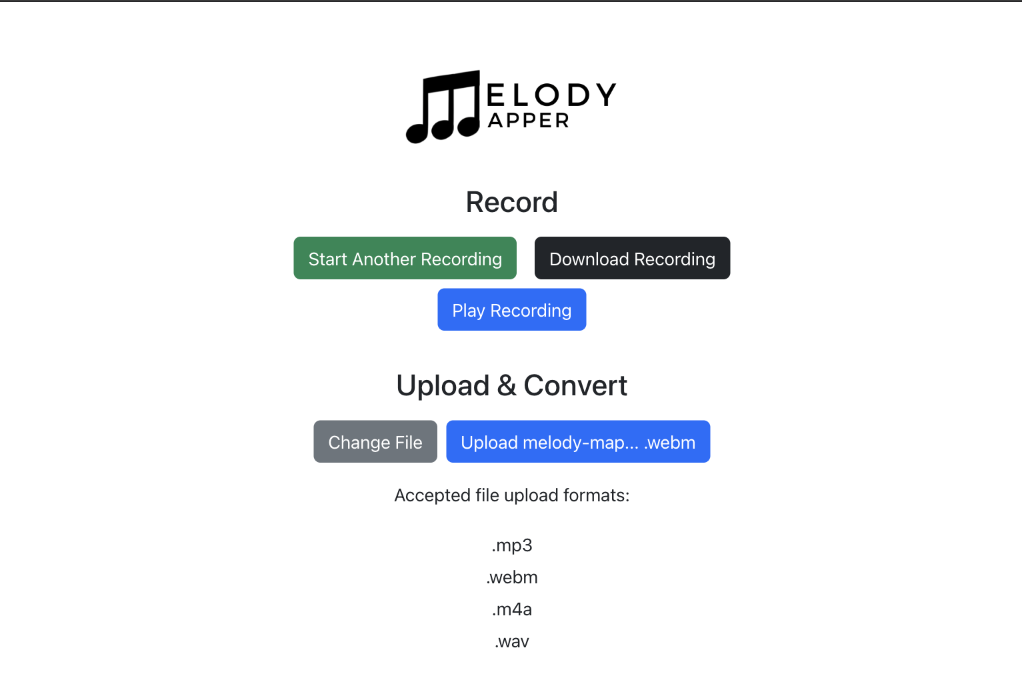 ELODY
APPER
Record
Start Another Recording
Download Recording
Play Recording
Upload & Convert
Change File
Upload melody-map... .webm
Accepted file upload formats:
.mp3
.webm
.m4a
.wav